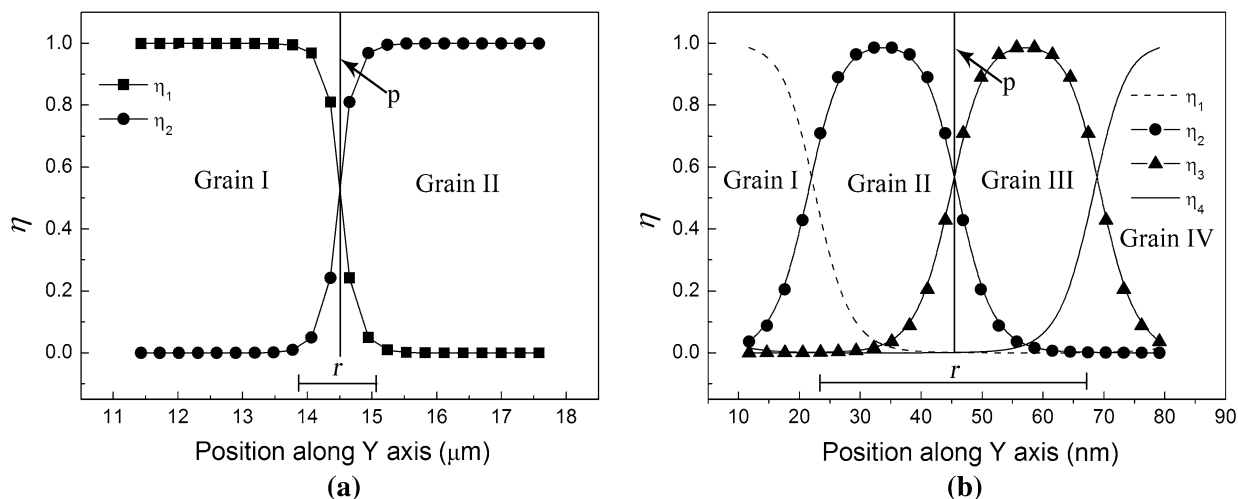 1.0
0.8
0.6
0.4
0.2
0.0
η
η1
η2
p
Grain I
Grain II
r
11 12 13 14 15 16 17 18
Position along Y axis (μm)
(a)
1.0
0.8
0.6
0.4
0.2
0.0
η
p
η1
η2
η3
η4
Grain I
Grain II
Grain III
Grain IV
r
10 20 30 40 50 60 70 80 90
Position along Y axis (nm)
(b)